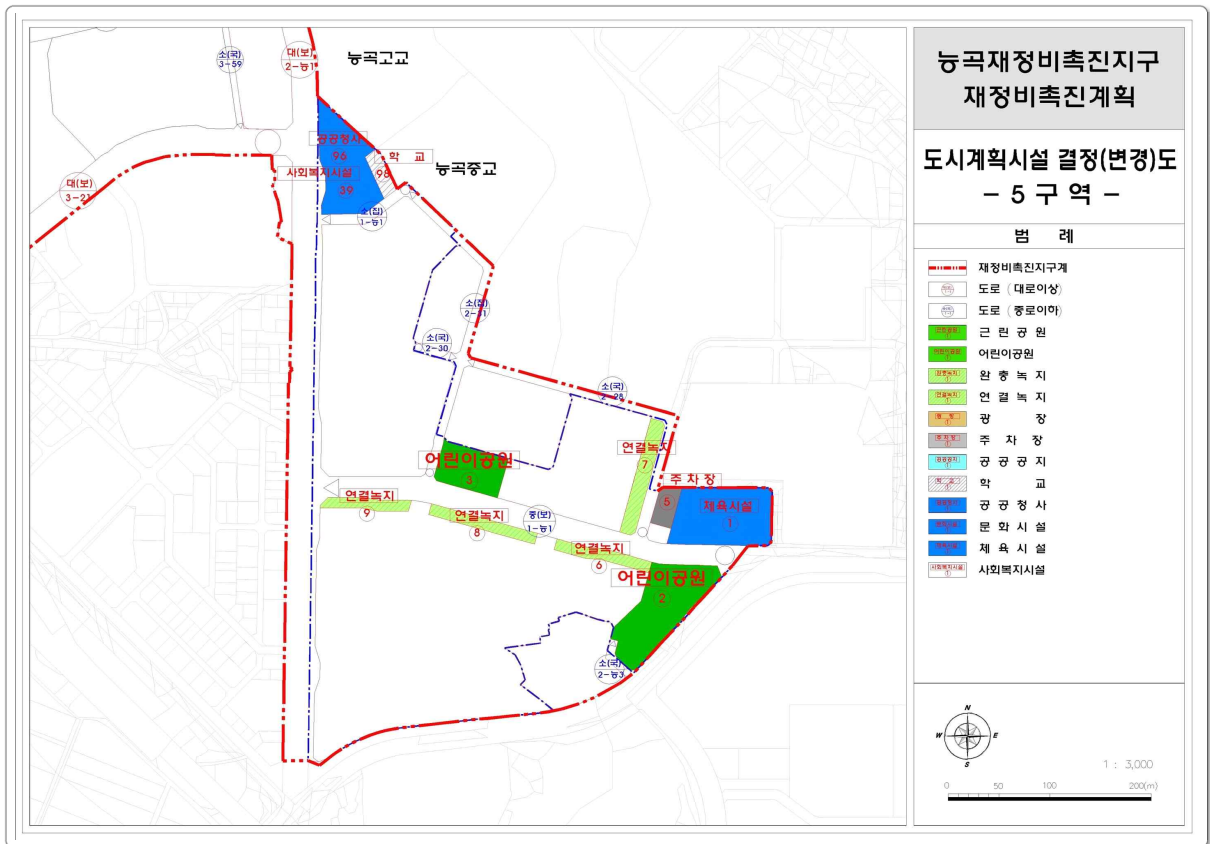 능곡재정비촉진지구
재정비촉진계획
도시계획시설 결정(변경)도
- 5 구 역 -
범 례
재정비촉진지구계
도로 (대로이상)
도로 (중로이하)
근 린 공 원
어린이공원
완 충 녹 지
연 결 녹 지
광 장
주 차 장
공 공 공 지
학 교
공 공 청 사
문 화 시 설
체 육 시 설
사회복지시설
N
W
E
S
1 : 3,000
0 50 100 200(m)
소(국)
3-59
대(보)
2-능1
능곡고교
공공청사
96
학 교
98
능곡중교
사회복지시설
39
대(보)
3-21
소(집)
1-능1
소(집)
2-31
소(국)
2-30
소(국)
2-28
연결녹지
7
어린이공원
3
주 차 장
5
체육시설
1
연결녹지
9
연결녹지
8
중(보)
1-능1
연결녹지
6
어린이공원
2
소(국)
2-능3